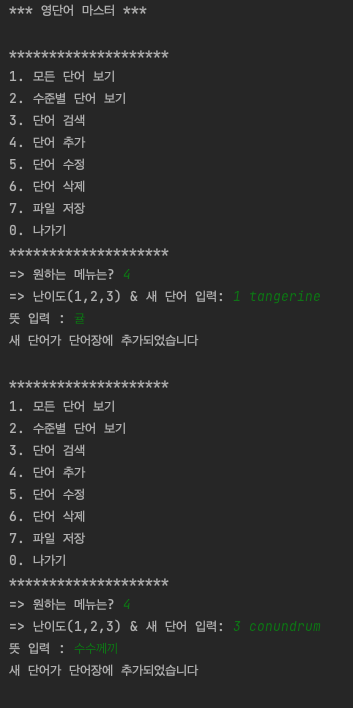 *** 영단어 마스터 ***
********************
1. 모든 단어 보기
2. 수준별 단어 보기
3. 단어 검색
4. 단어 추가
5. 단어 수정
6. 단어 삭제
7. 파일 저장
0. 나가기
********************
=> 원하는 메뉴는? 4
=> 난이도(1,2,3) & 새 단어 입력: 1 tangerine
뜻 입력 : 귤
새 단어가 단어장에 추가되었습니다
********************
1. 모든 단어 보기
2. 수준별 단어 보기
3. 단어 검색
4. 단어 추가
5. 단어 수정
6. 단어 삭제
7. 파일 저장
0. 나가기
********************
=> 원하는 메뉴는? 4
=> 난이도(1,2,3) & 새 단어 입력: 3 conundrum
뜻 입력 : 수수께끼
새 단어가 단어장에 추가되었습니다